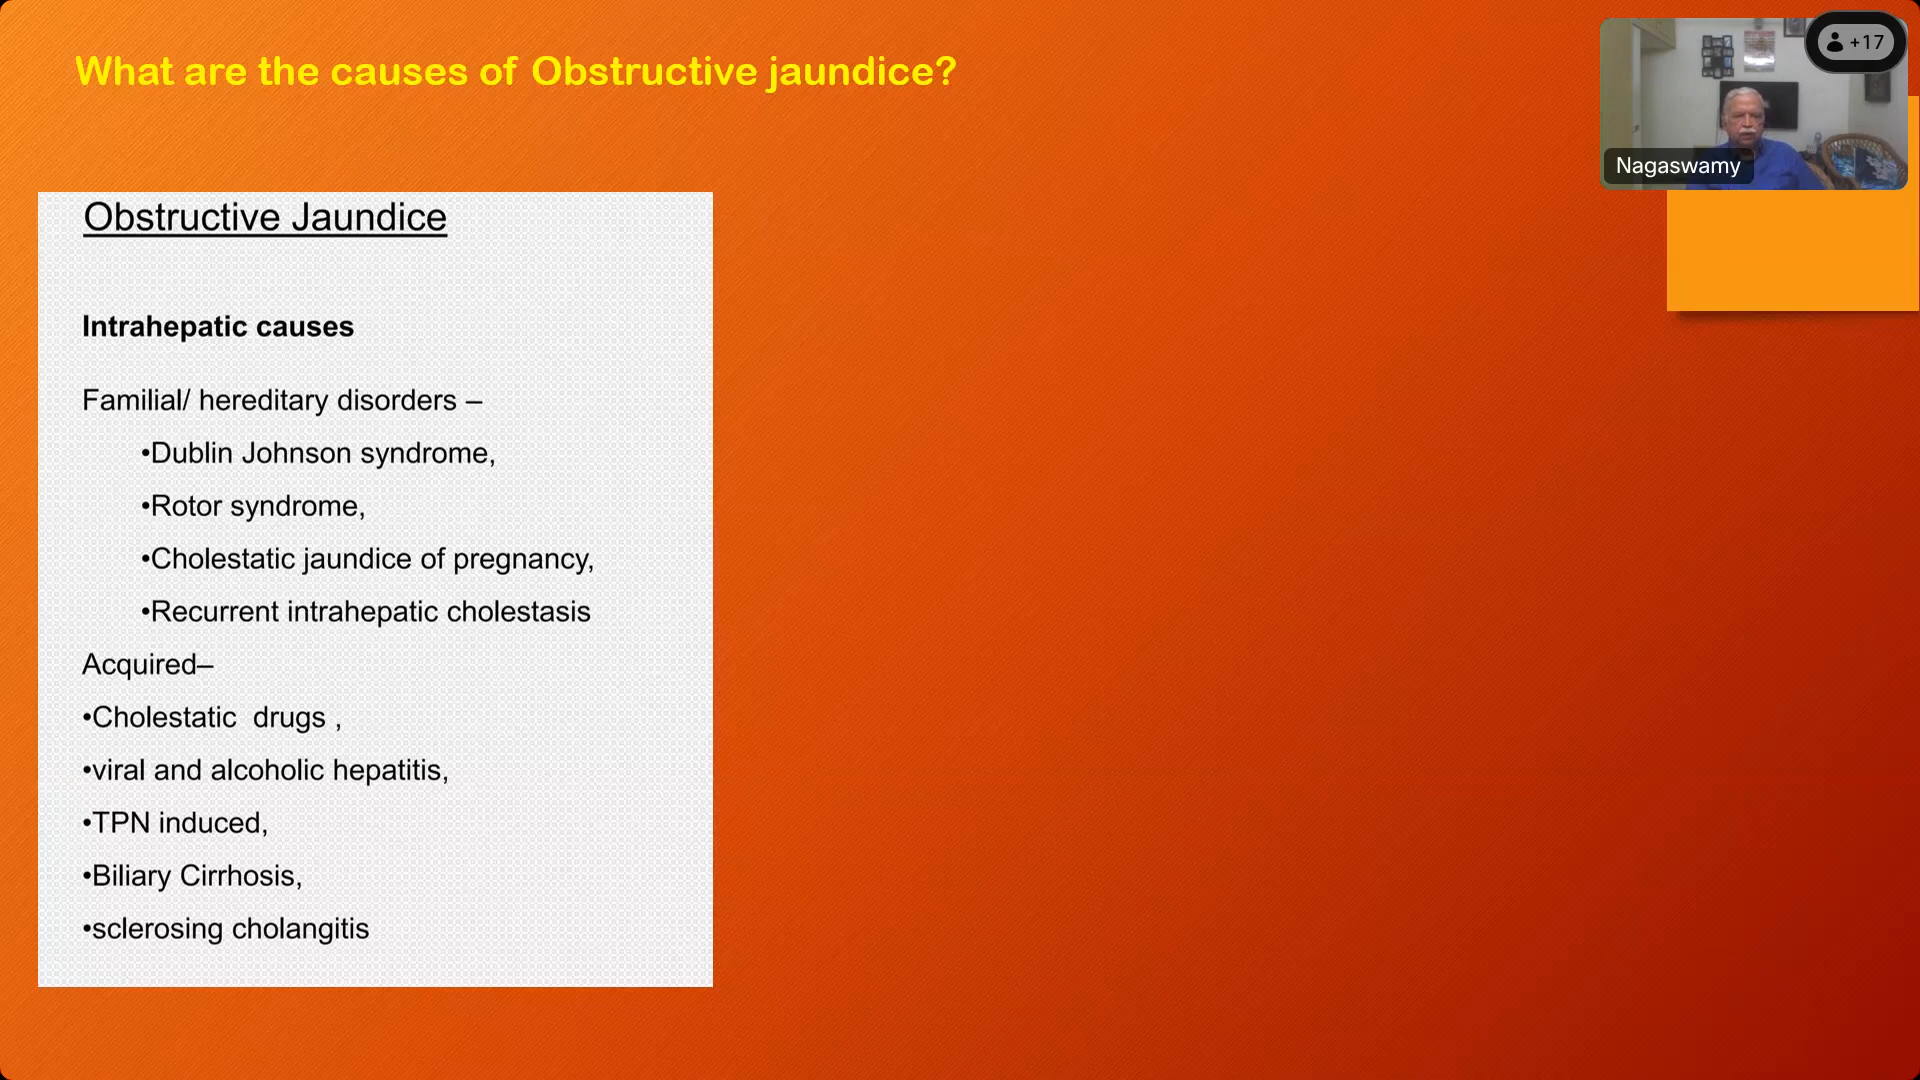 What are the causes of Obstructive jaundice?
+17
Nagaswamy
Obstructive Jaundice
Intrahepatic causes
Familial/ hereditary disorders –
•Dublin Johnson syndrome,
•Rotor syndrome,
•Cholestatic jaundice of pregnancy,
•Recurrent intrahepatic cholestasis
Acquired–
•Cholestatic  drugs ,
•viral and alcoholic hepatitis,
•TPN induced,
•Biliary Cirrhosis,
•sclerosing cholangitis